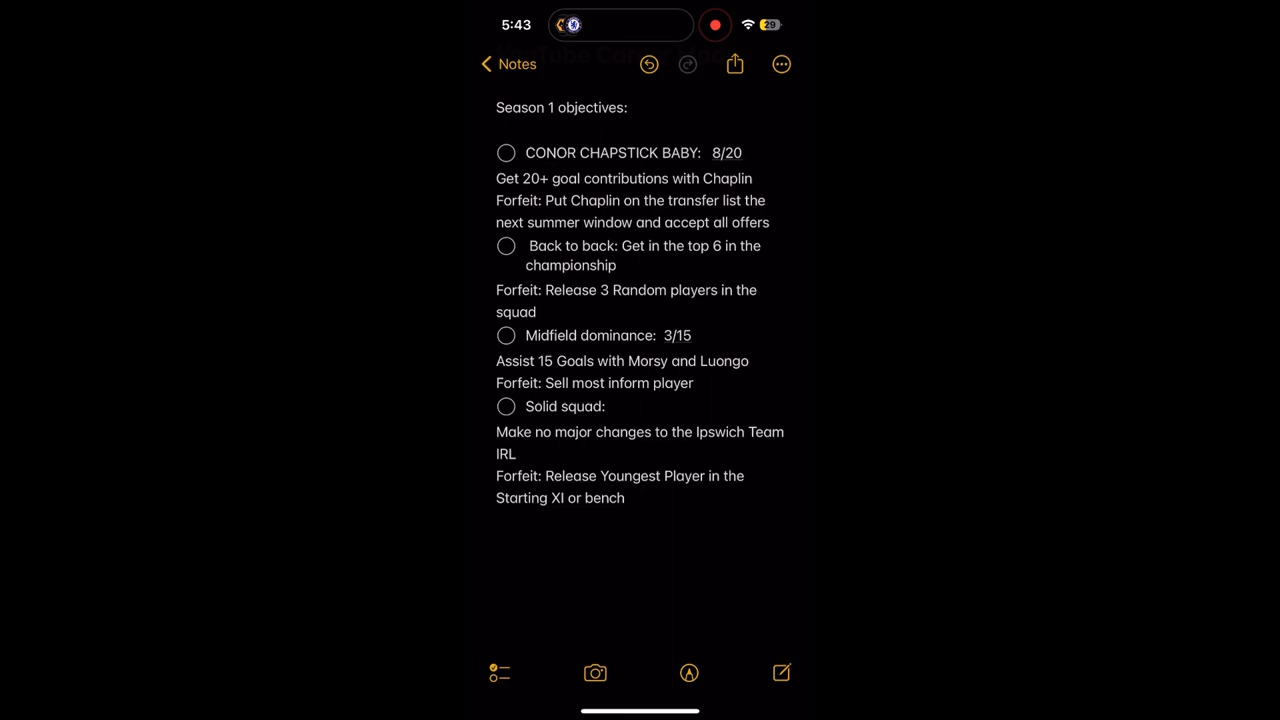 5:43
29
Notes
Season 1 objectives:
CONOR CHAPSTICK BABY: 8/20
Get 20+ goal contributions with Chaplin
Forfeit: Put Chaplin on the transfer list the
next summer window and accept all offers
Back to back: Get in the top 6 in the
championship
Forfeit: Release 3 Random players in the
squad
Midfield dominance: 3/15
Assist 15 Goals with Morsy and Luongo
Forfeit: Sell most inform player
Solid squad:
Make no major changes to the Ipswich Team
IRL
Forfeit: Release Youngest Player in the
Starting XI or bench